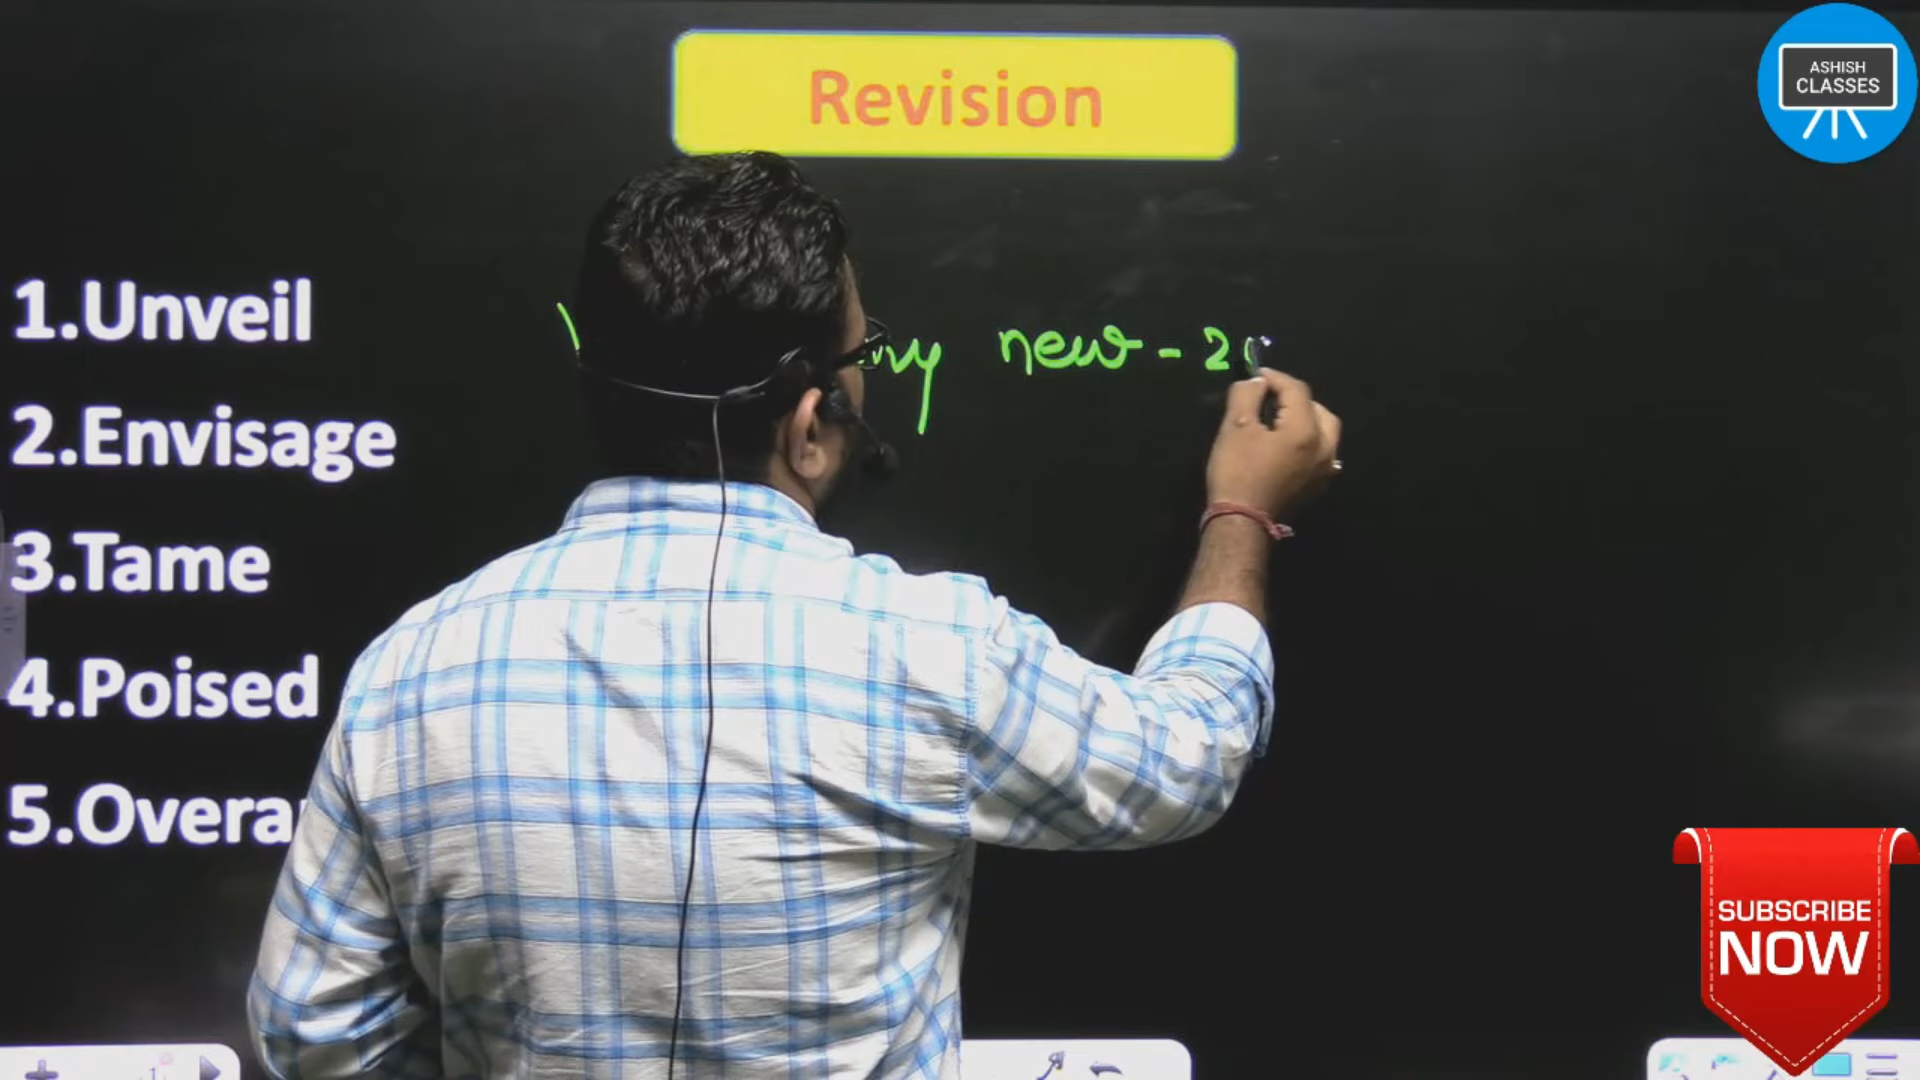 Revision
ASHISH
CLASSES
1.Unveil
new - 2
2.Envisage
3.Tame
4.Poised
5.Overa
SUBSCRIBE
NOW